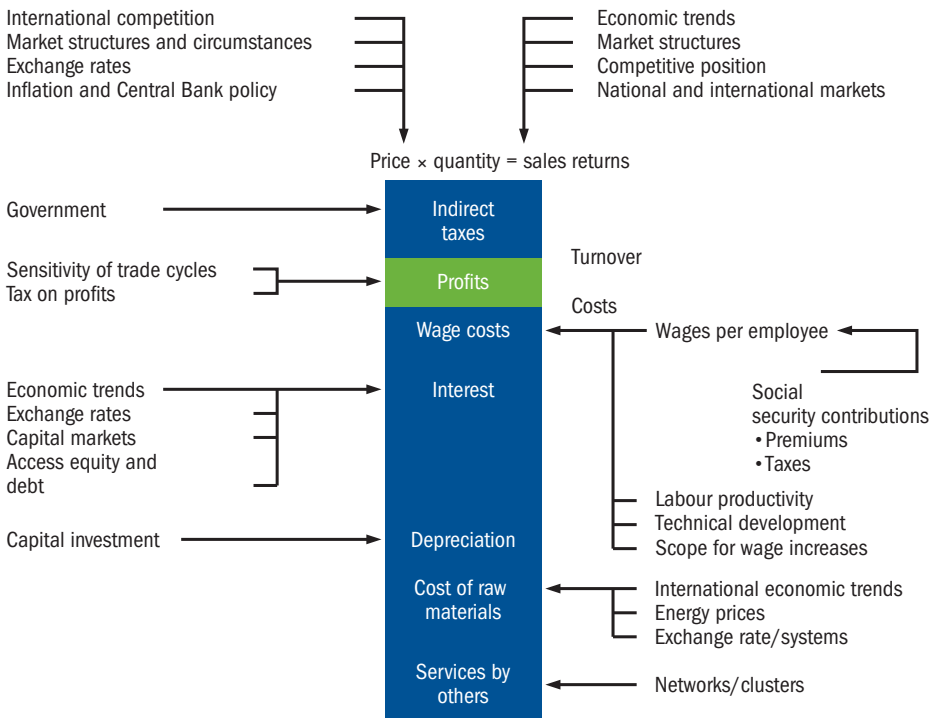 International competition
Market structures and circumstances
Exchange rates
Inflation and Central Bank policy
Economic trends
Market structures
Competitive position
National and international markets
Price × quantity = sales returns
Government
Indirect
taxes
Turnover
Sensitivity of trade cycles
Tax on profits
Profits
Costs
Wage costs
Wages per employee
Social
security contributions
• Premiums
• Taxes
Labour productivity
Technical development
Scope for wage increases
Economic trends
Exchange rates
Capital markets
Access equity and
debt
Interest
Capital investment
Depreciation
Cost of raw
materials
International economic trends
Energy prices
Exchange rate/systems
Services by
others
Networks/clusters